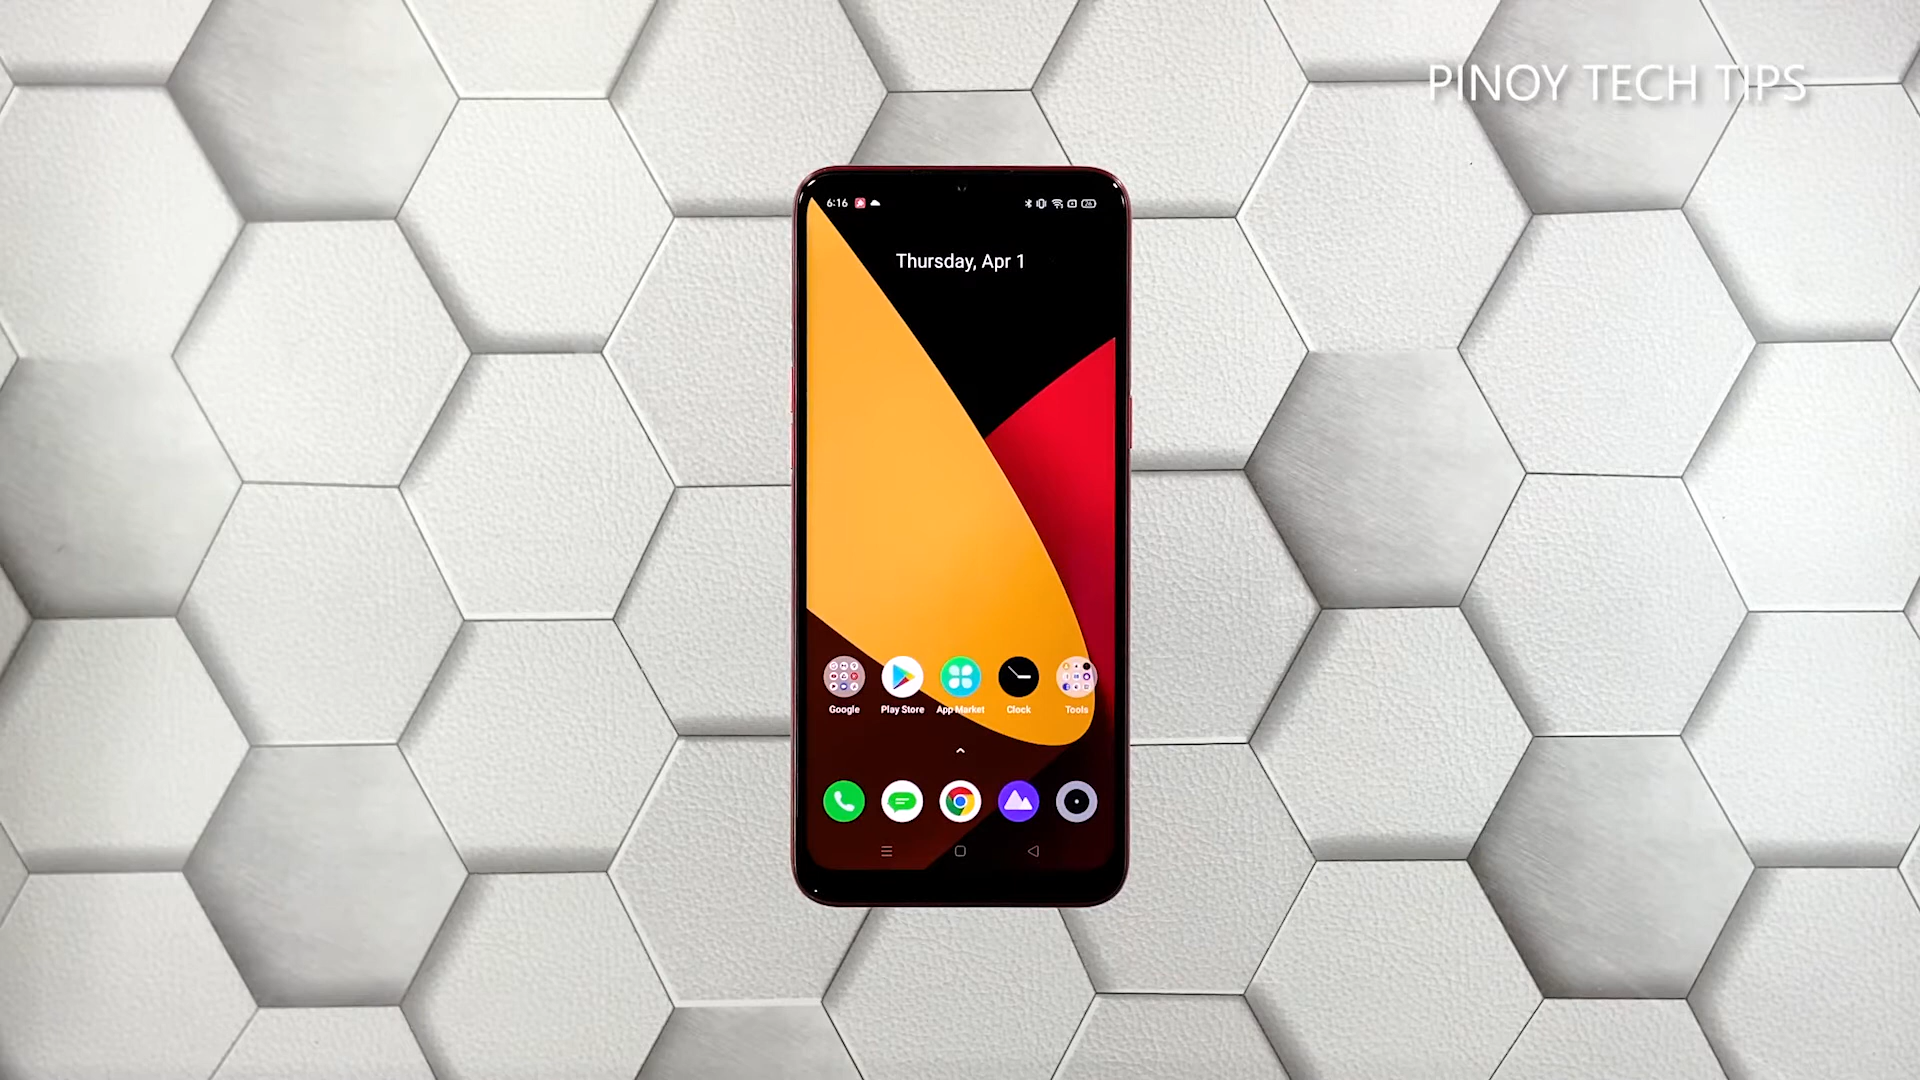 PINOY TECH TIPS
6:16
Thursday, Apr 1
Google Play Store App Market Clock Tools